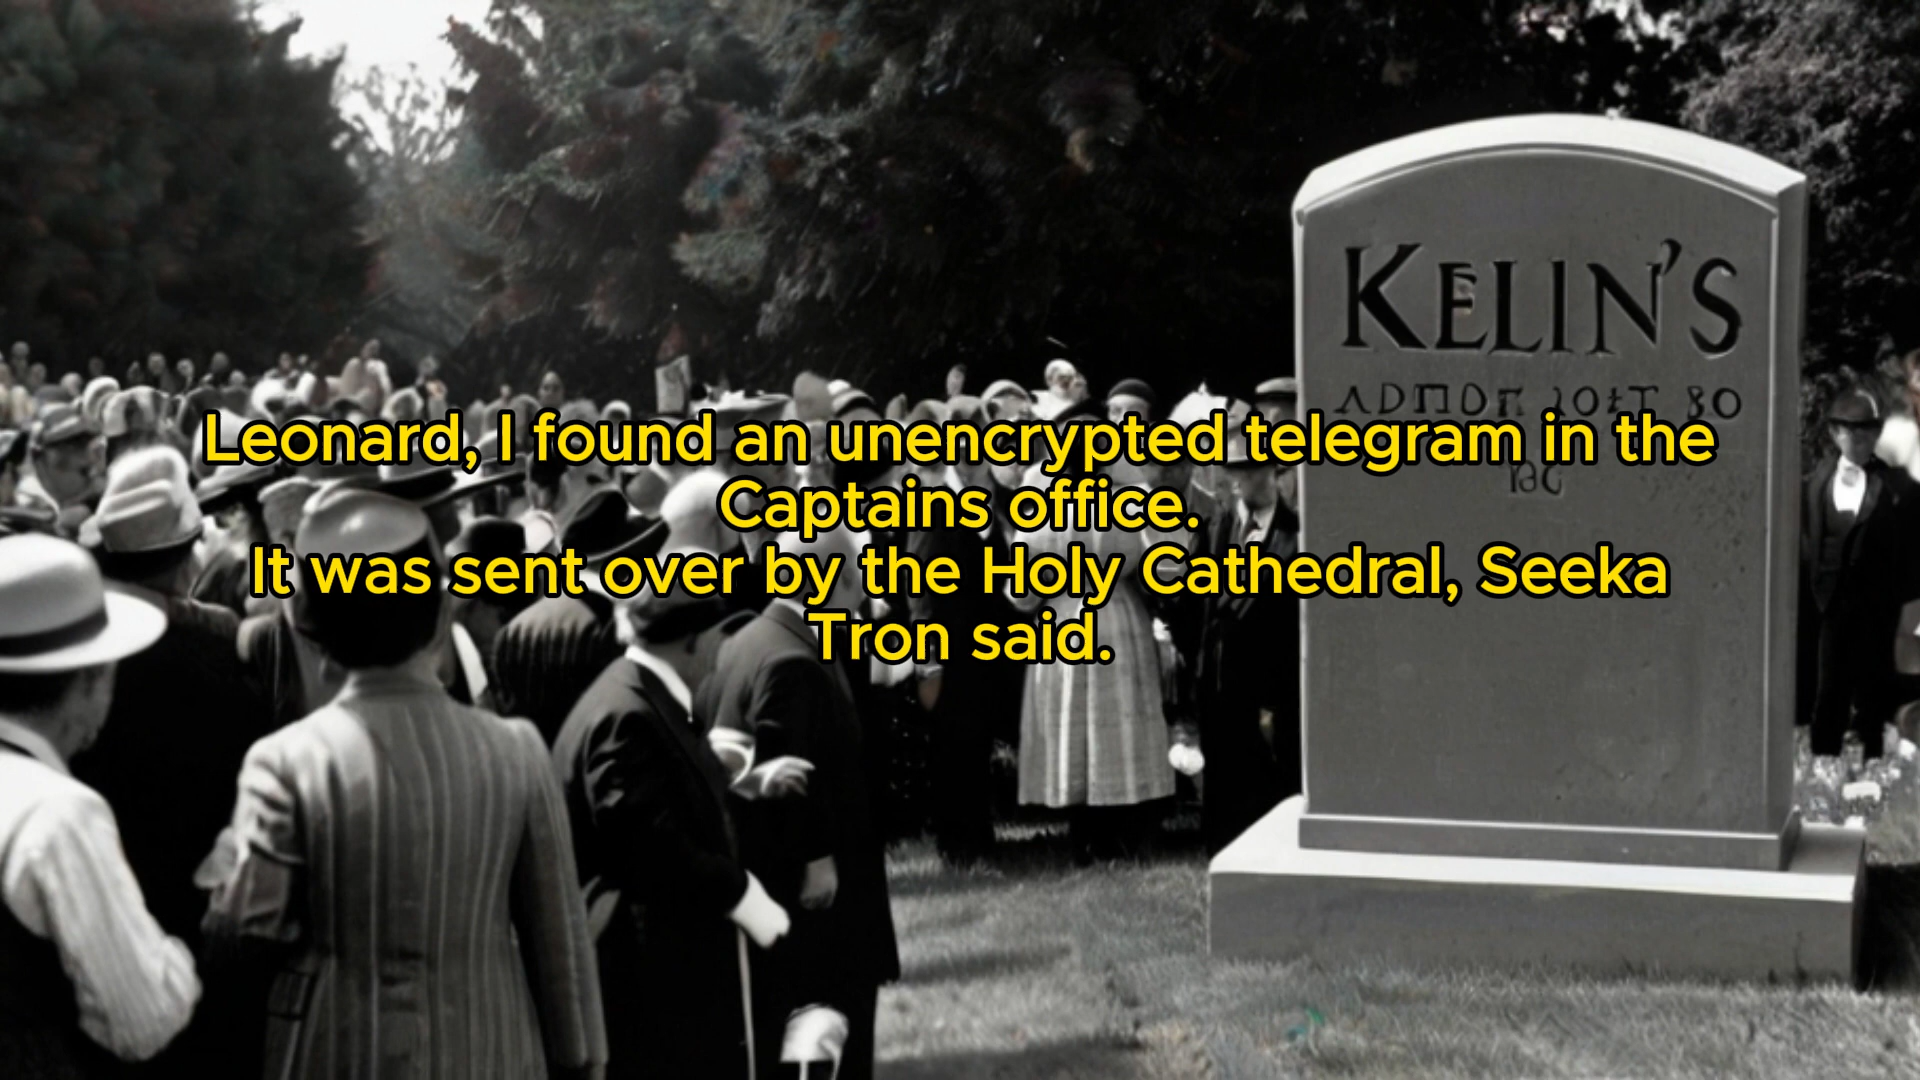 KELIN'S
Leonard, I found an unencrypted telegram in the
Captains office.
It was sent over by the Holy Cathedral, Seeka
Tron said.